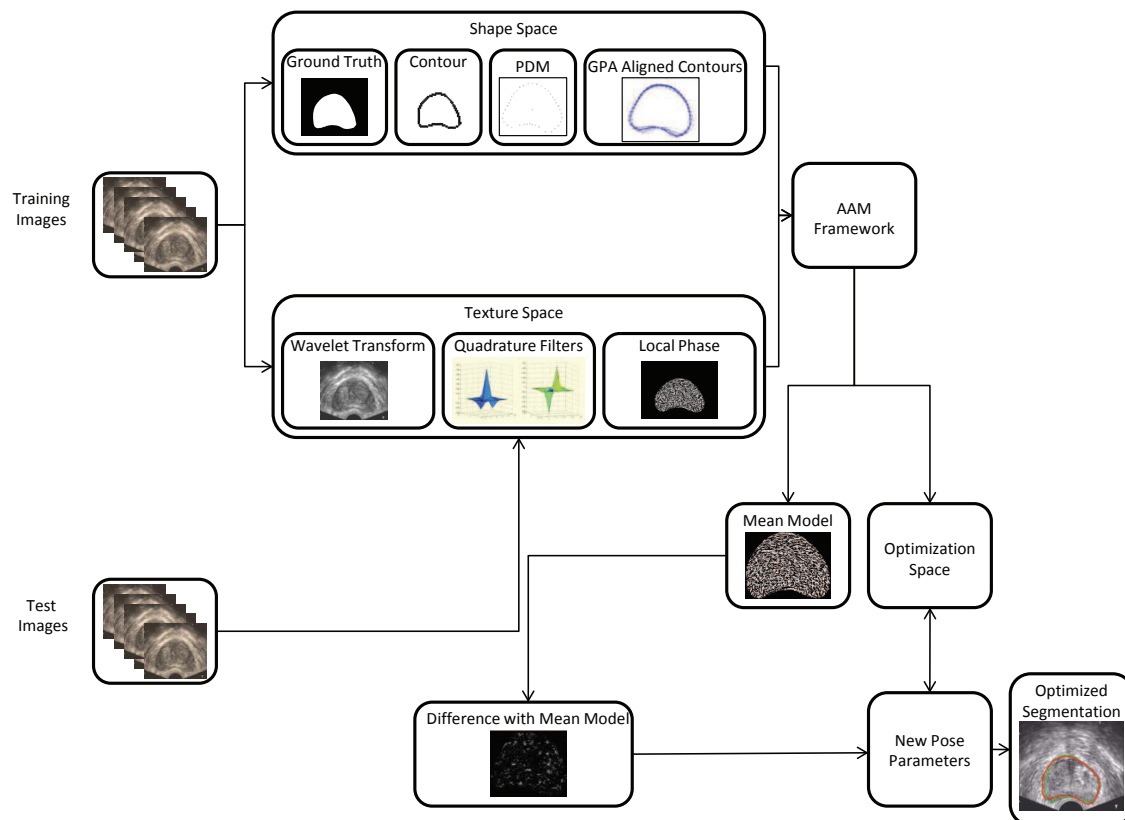 Shape Space
Ground Truth
Contour
PDM
GPA Aligned Contours
Training
Images
AAM
Framework
Texture Space
Wavelet Transform
Quadrature Filters
Local Phase
Mean Model
Optimization
Space
Test
Images
Difference with Mean Model
New Pose
Parameters
Optimized
Segmentation